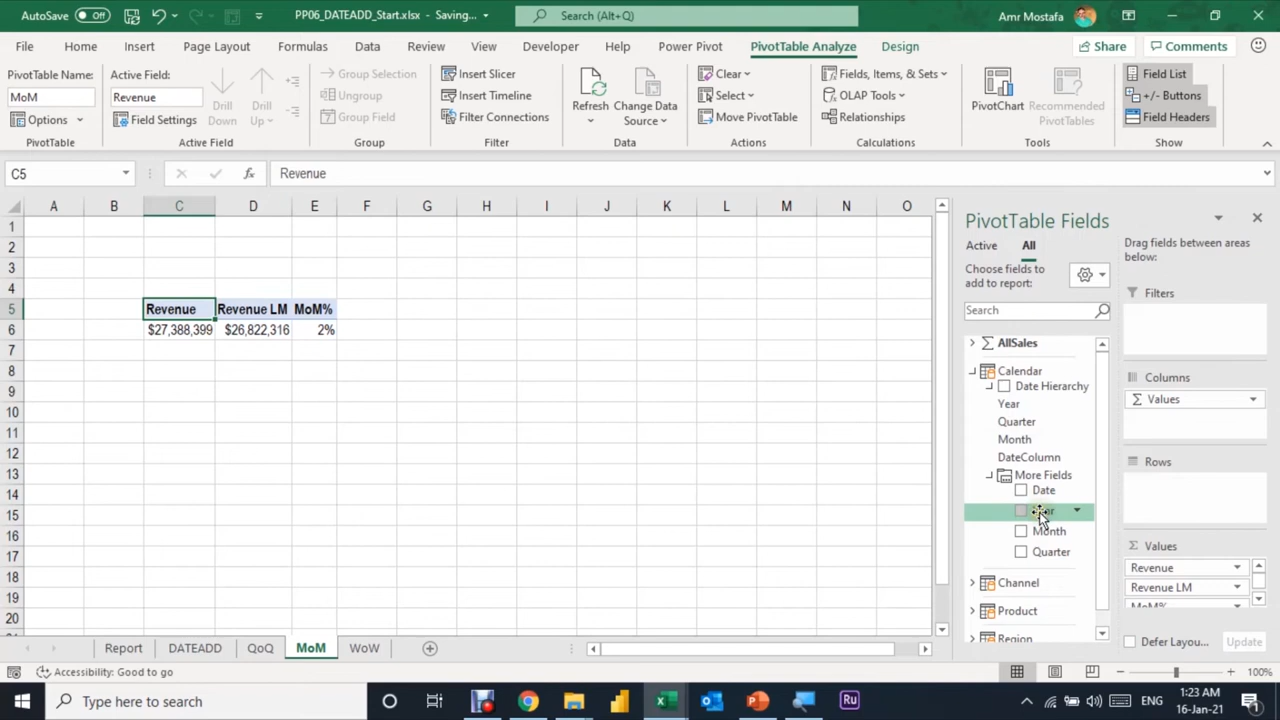 AutoSave Off PP06_DATEADD_Start.xlsx - Saving... Search (Alt+Q) Amr Mostafa
File Home Insert Page Layout Formulas Data Review View Developer Help Power Pivot PivotTable Analyze Design Share Comments
PivotTable Name:
MoM
Options
PivotTable
Active Field:
Revenue
Field Settings
Drill Down
Drill Up
Active Field
Group Selection
Ungroup
Group Field
Group
Insert Slicer
Insert Timeline
Filter Connections
Filter
Refresh
Change Data Source
Data
Clear
Select
Move PivotTable
Actions
Fields, Items, & Sets
OLAP Tools
Relationships
Calculations
PivotChart
Recommended PivotTables
Tools
Field List
+/- Buttons
Field Headers
Show
C5 fx Revenue
A B C D E F G H I J K L M N O
1
2
3
4
5 Revenue Revenue LM MoM%
6 $27,388,399 $26,822,316 2%
7
8
9
10
11
12
13
14
15
16
17
18
19
20
PivotTable Fields
Active All
Choose fields to add to report:
Search
AllSales
Calendar
Date Hierarchy
Year
Quarter
Month
DateColumn
More Fields
Date
Month
Quarter
Channel
Product
Region
Drag fields between areas below:
Filters
Columns
Σ Values
Rows
Σ Values
Revenue
Revenue LM
MoM%
Defer Layou... Update
Report DATEADD QoQ MoM WoW
Accessibility: Good to go 100%
Type here to search Ru ENG 1:23 AM
16-Jan-21 1